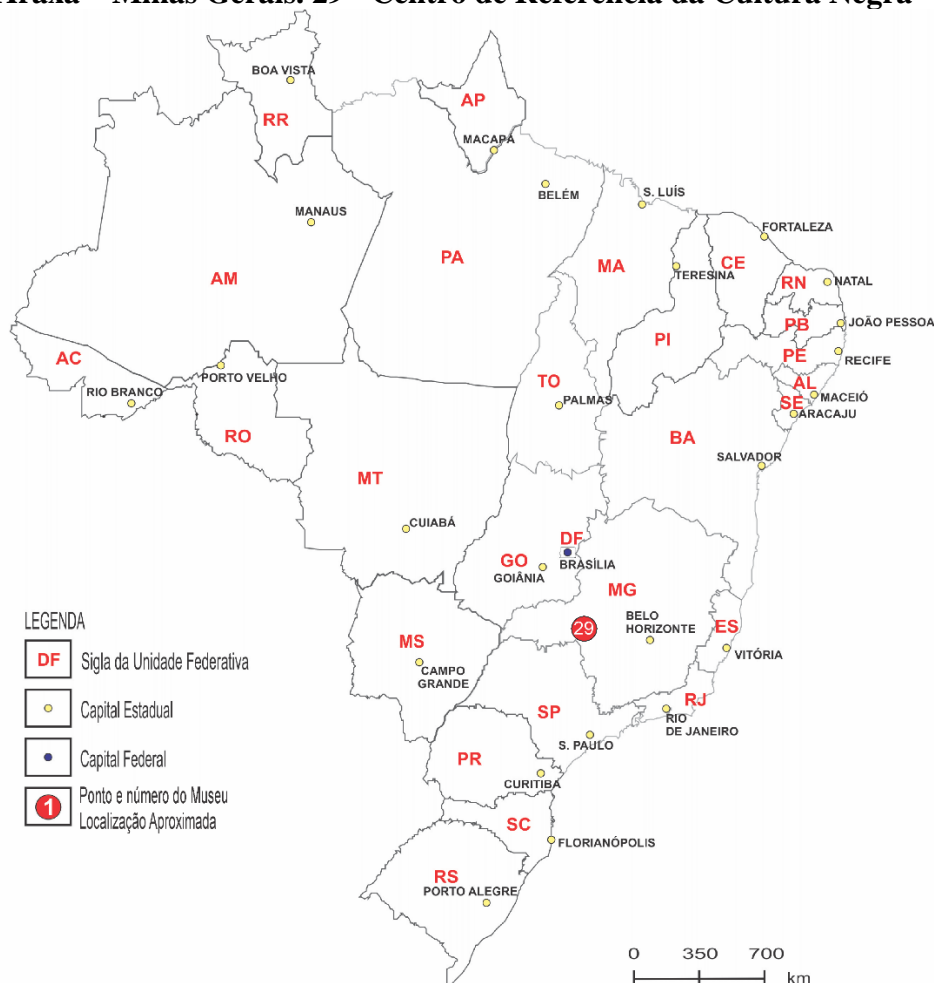 Araxá – Minas Gerais. 29 - Centro de Referência da Cultura Negra
BOA VISTA
RR
AP
MACAPÁ
BELÉM
S. LUÍS
MANAUS
FORTALEZA
PA
MA
CE
TERESINA
AM
RN
NATAL
PB
JOÃO PESSOA
PI
PE
RECIFE
AC
PORTO VELHO
TO
AL
RIO BRANCO
PALMAS
MACEIÓ
SE
ARACAJU
RO
BA
SALVADOR
MT
CUIABÁ
DF
GO
BRASÍLIA
GOIÂNIA
MG
BELO
HORIZONTE
29
ES
VITÓRIA
MS
CAMPO
GRANDE
RJ
RIO
DE JANEIRO
SP
S. PAULO
PR
CURITIBA
SC
FLORIANÓPOLIS
RS
PORTO ALEGRE
LEGENDA
DF Sigla da Unidade Federativa
Capital Estadual
Capital Federal
1 Ponto e número do Museu
Localização Aproximada
0 350 700
km